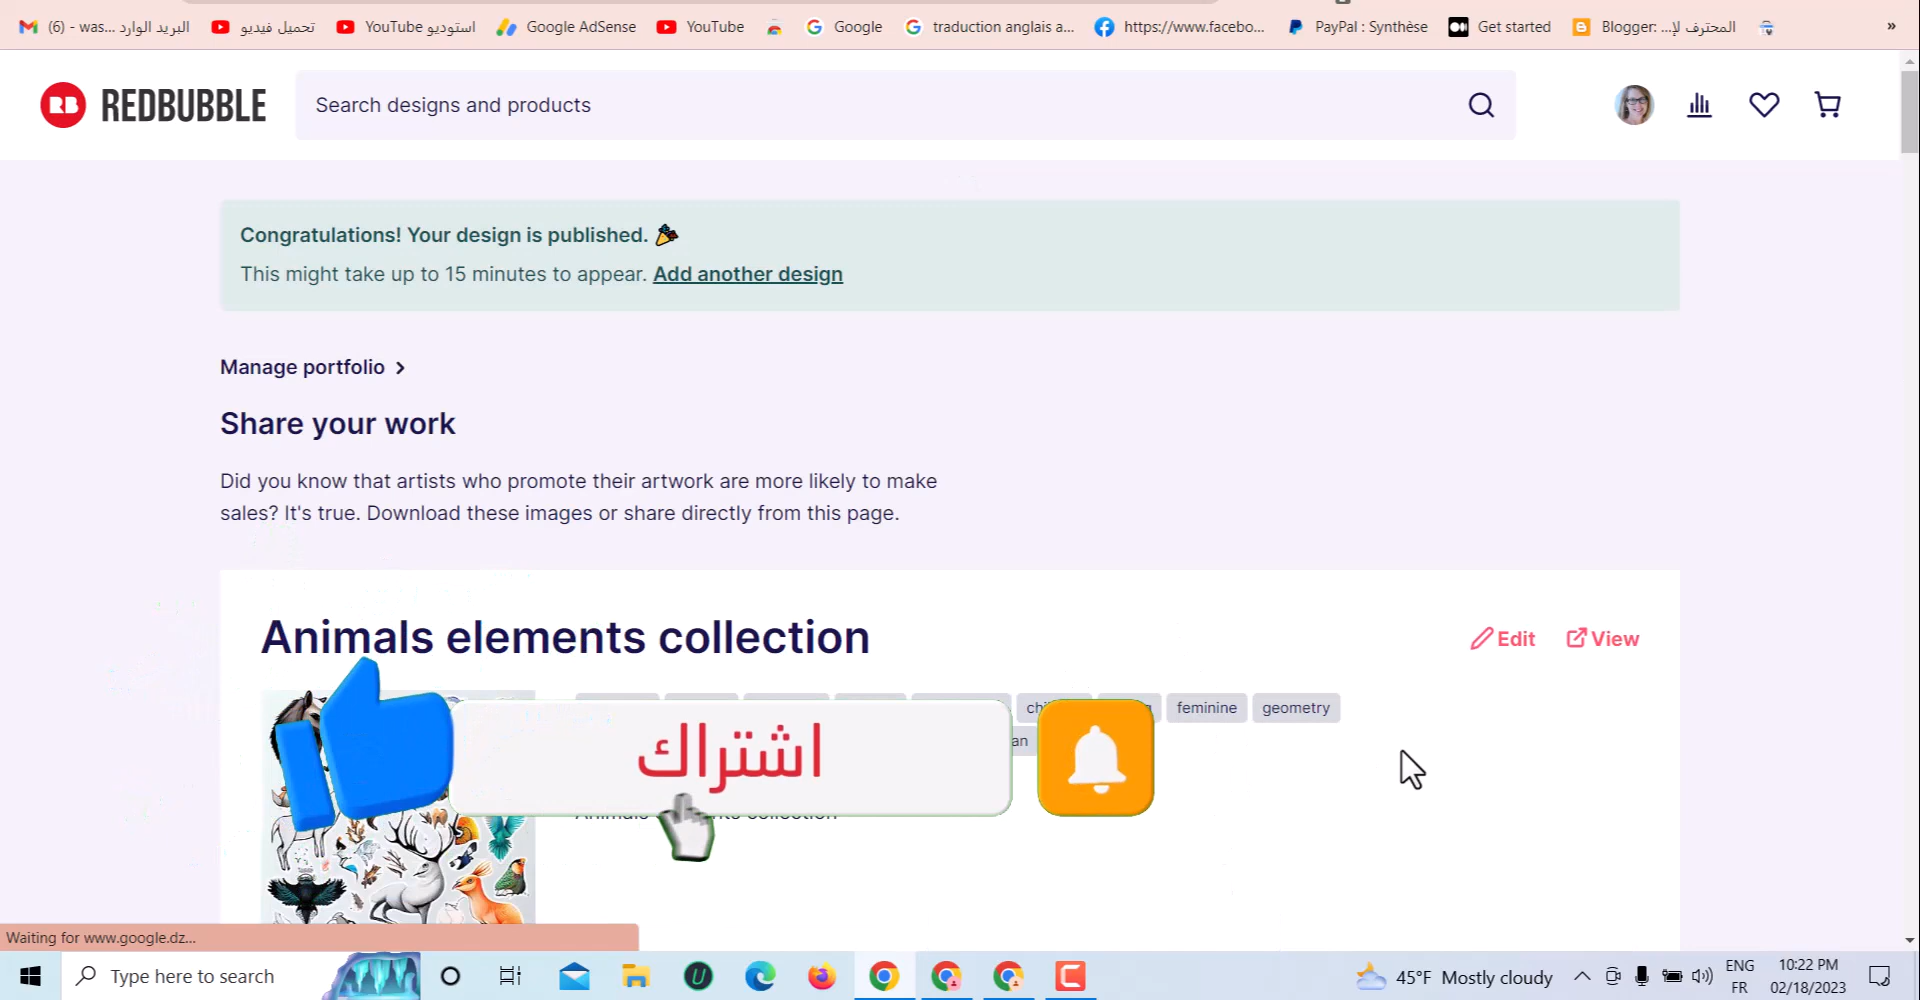 البريد الوارد (6) - was...
تحميل فيديو
استوديو YouTube
Google AdSense
YouTube
Google
traduction anglais a...
https://www.facebo...
PayPal : Synthèse
Get started
Blogger: المحترف لإ...
»
RB REDBUBBLE
Search designs and products
Congratulations! Your design is published.
This might take up to 15 minutes to appear. Add another design
Manage portfolio
Share your work
Did you know that artists who promote their artwork are more likely to make
sales? It's true. Download these images or share directly from this page.
Animals elements collection
Edit
View
feminine
geometry
اشتراك
Waiting for www.google.dz...
Type here to search
45°F Mostly cloudy
ENG
FR
10:22 PM
02/18/2023